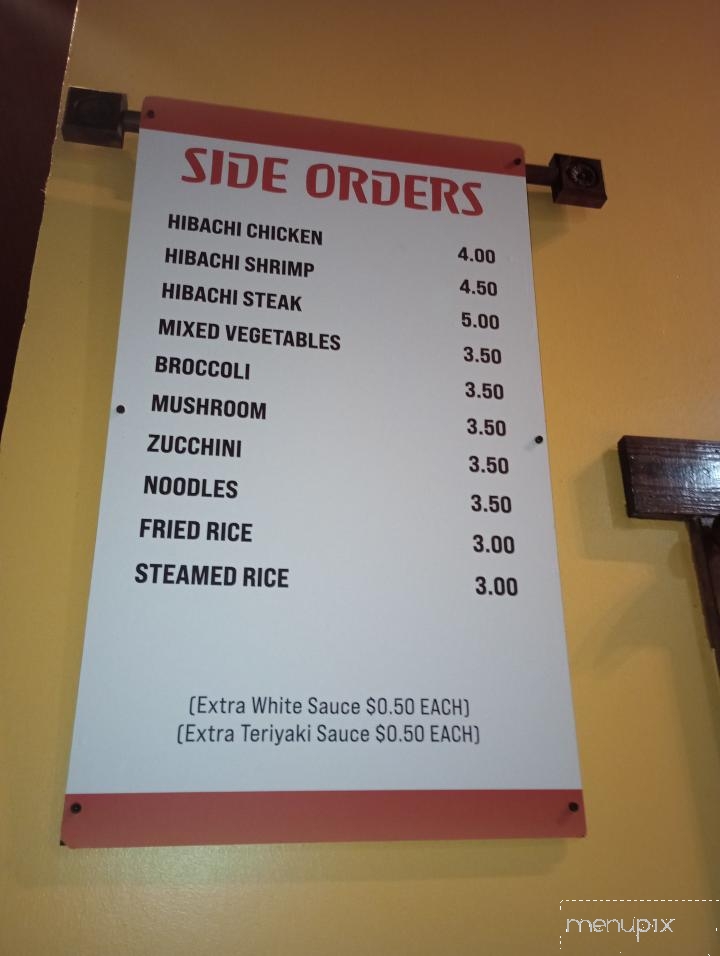 SIDE ORDERS
HIBACHI CHICKEN 4.00
HIBACHI SHRIMP 4.50
HIBACHI STEAK 5.00
MIXED VEGETABLES 3.50
BROCCOLI 3.50
MUSHROOM 3.50
ZUCCHINI 3.50
NOODLES 3.50
FRIED RICE 3.00
STEAMED RICE 3.00
(Extra White Sauce $0.50 EACH)
(Extra Teriyaki Sauce $0.50 EACH)
menupix